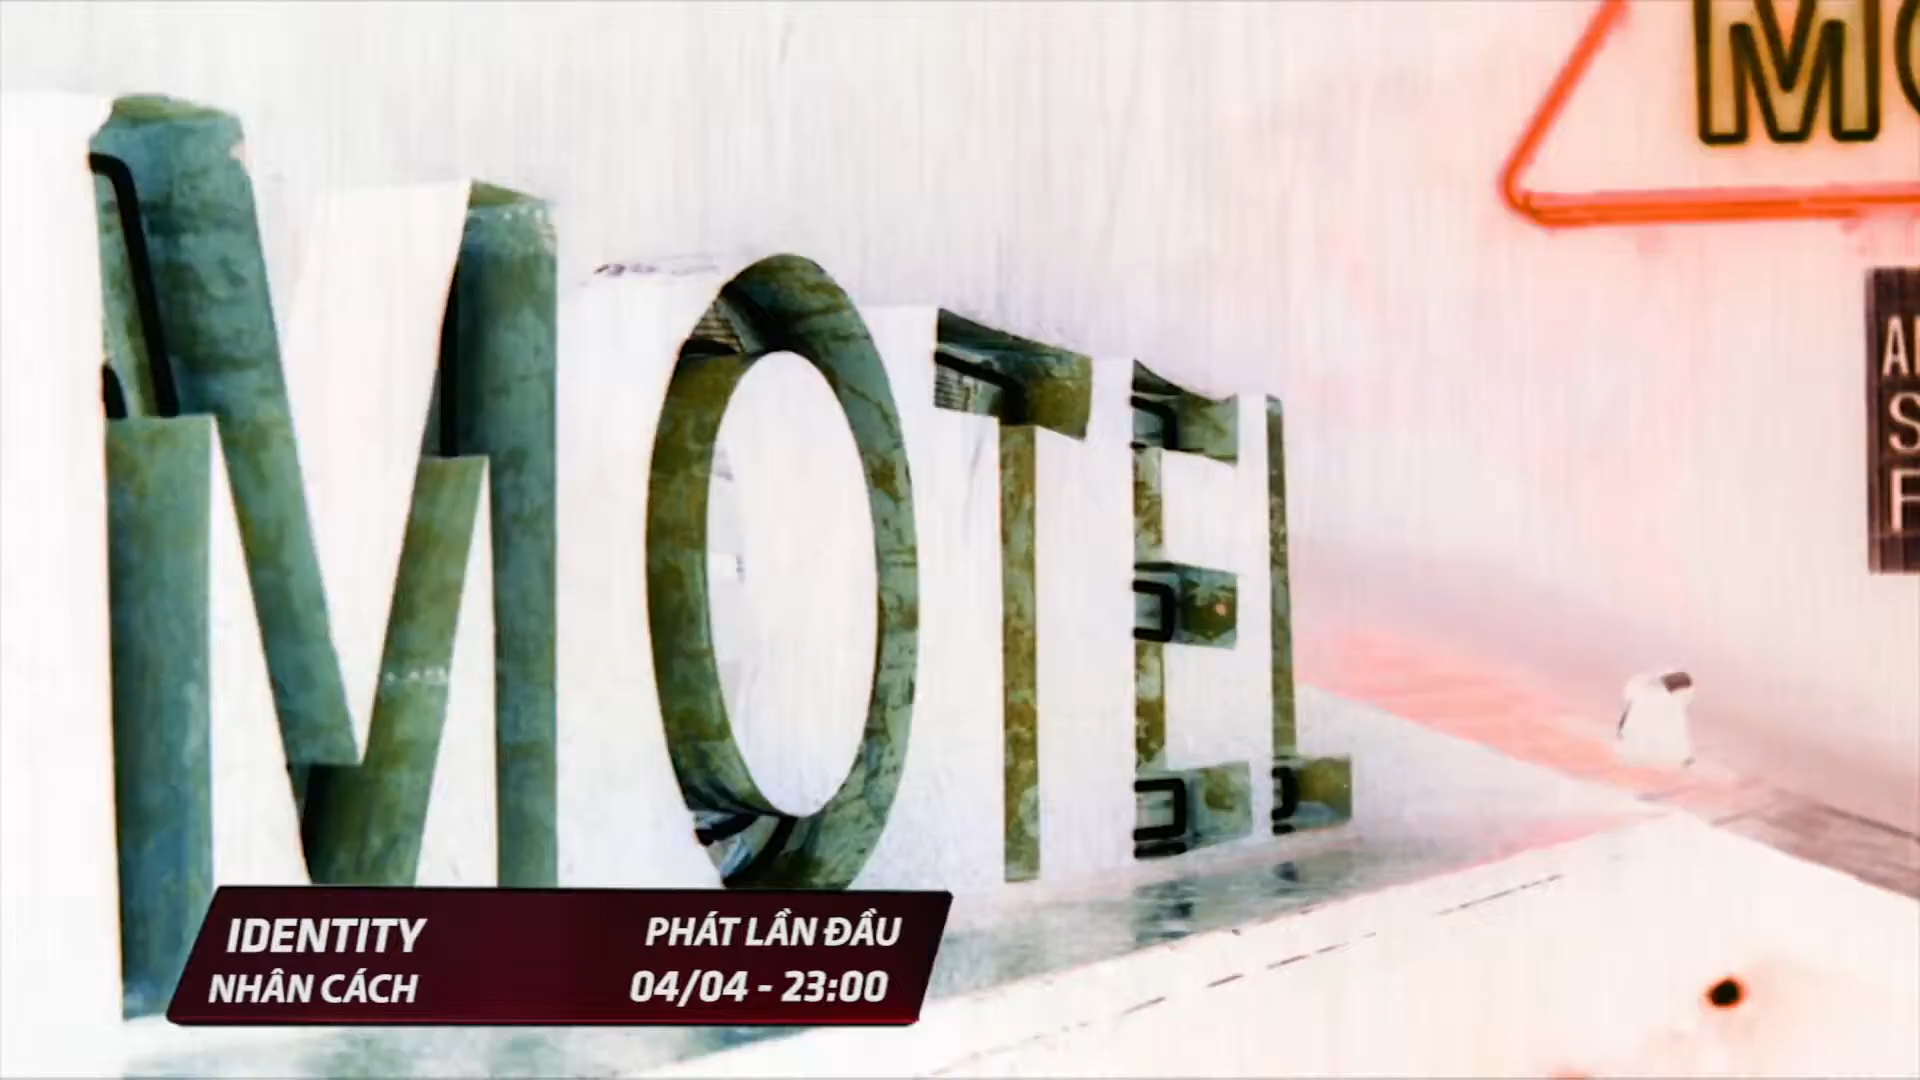 MOTEL
IDENTITY
NHÂN CÁCH
PHÁT LẦN ĐẦU
04/04 - 23:00